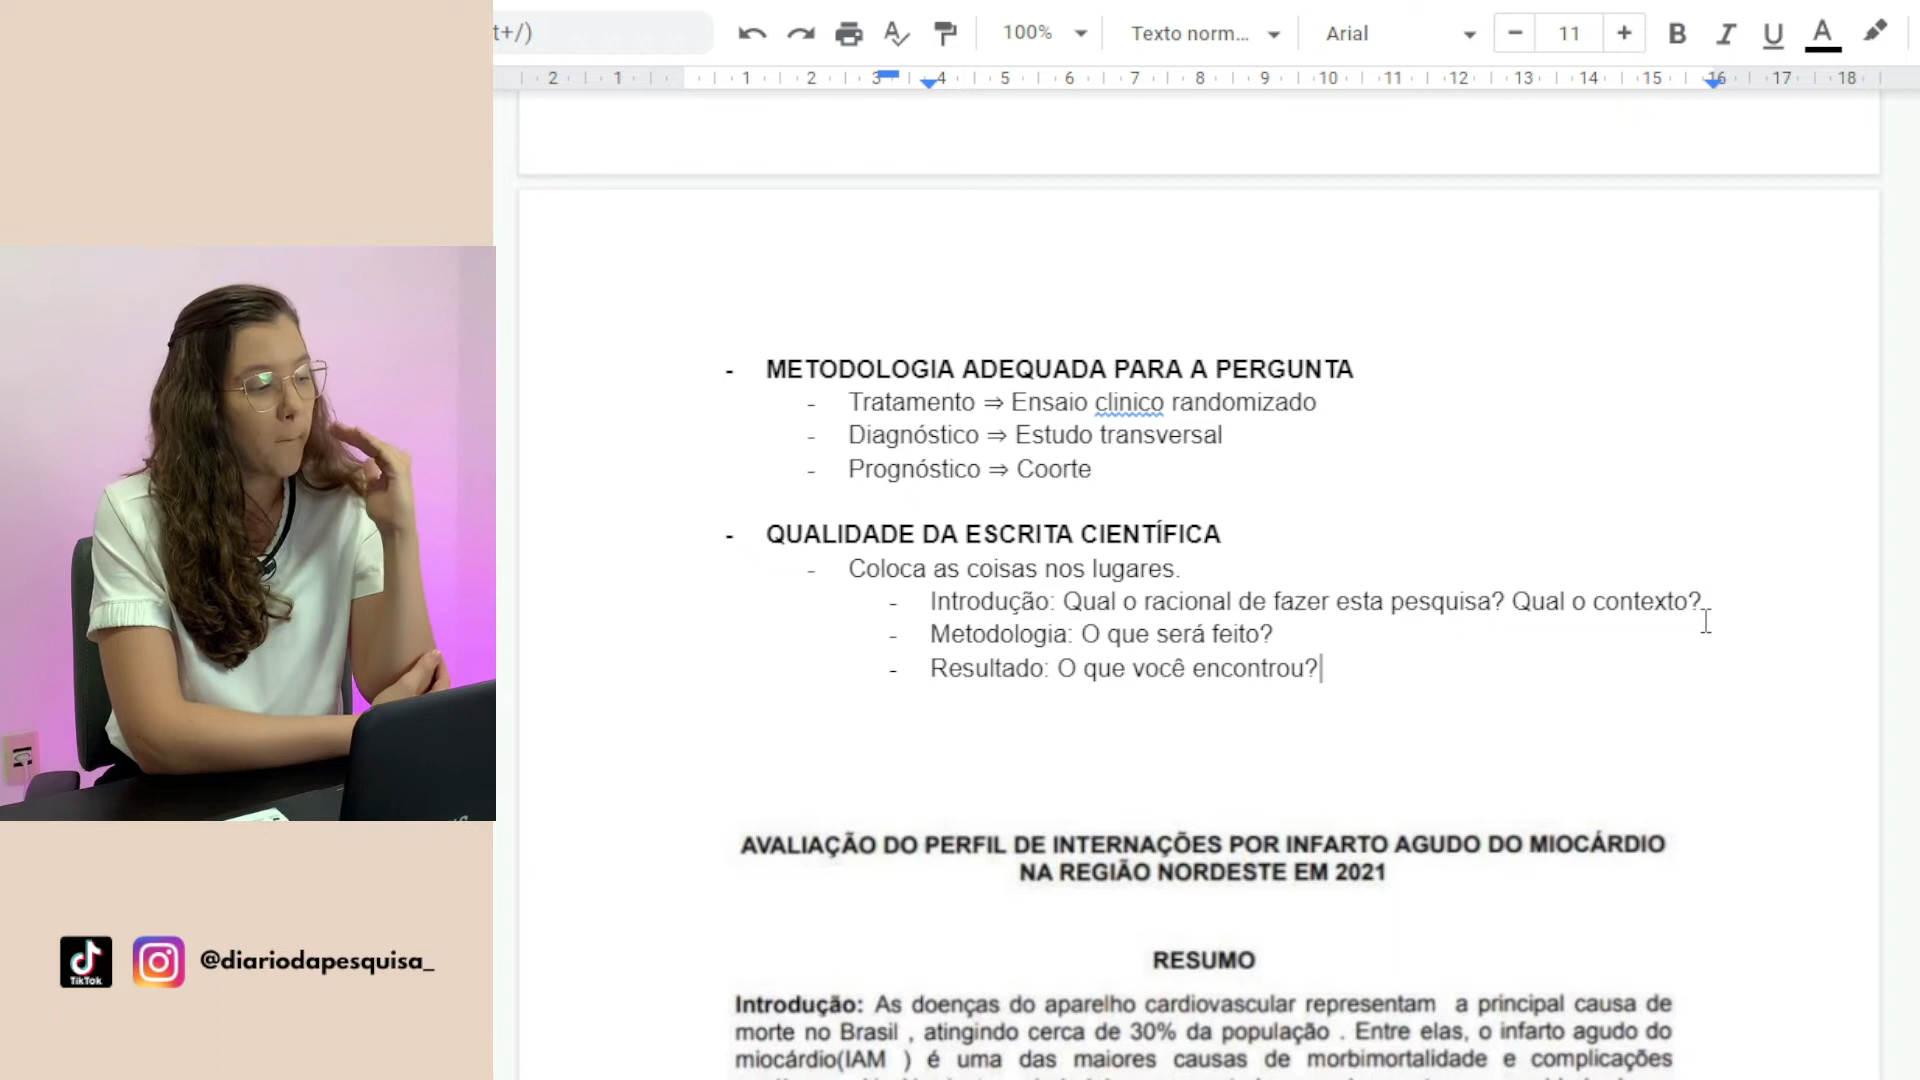 t+/)
100%
Texto norm...
Arial
11
B I U A
2 1 1 2 3 4 5 6 7 8 9 10 11 12 13 14 15 16 17 18
- METODOLOGIA ADEQUADA PARA A PERGUNTA
- Tratamento ⇒ Ensaio clinico randomizado
- Diagnóstico ⇒ Estudo transversal
- Prognóstico ⇒ Coorte
- QUALIDADE DA ESCRITA CIENTÍFICA
- Coloca as coisas nos lugares.
- Introdução: Qual o racional de fazer esta pesquisa? Qual o contexto?
- Metodologia: O que será feito?
- Resultado: O que você encontrou?
AVALIAÇÃO DO PERFIL DE INTERNAÇÕES POR INFARTO AGUDO DO MIOCÁRDIO
NA REGIÃO NORDESTE EM 2021
RESUMO
Introdução: As doenças do aparelho cardiovascular representam a principal causa de
morte no Brasil , atingindo cerca de 30% da população . Entre elas, o infarto agudo do
miocárdio(IAM ) é uma das maiores causas de morbimortalidade e complicações
TikTok
@diariodapesquisa_